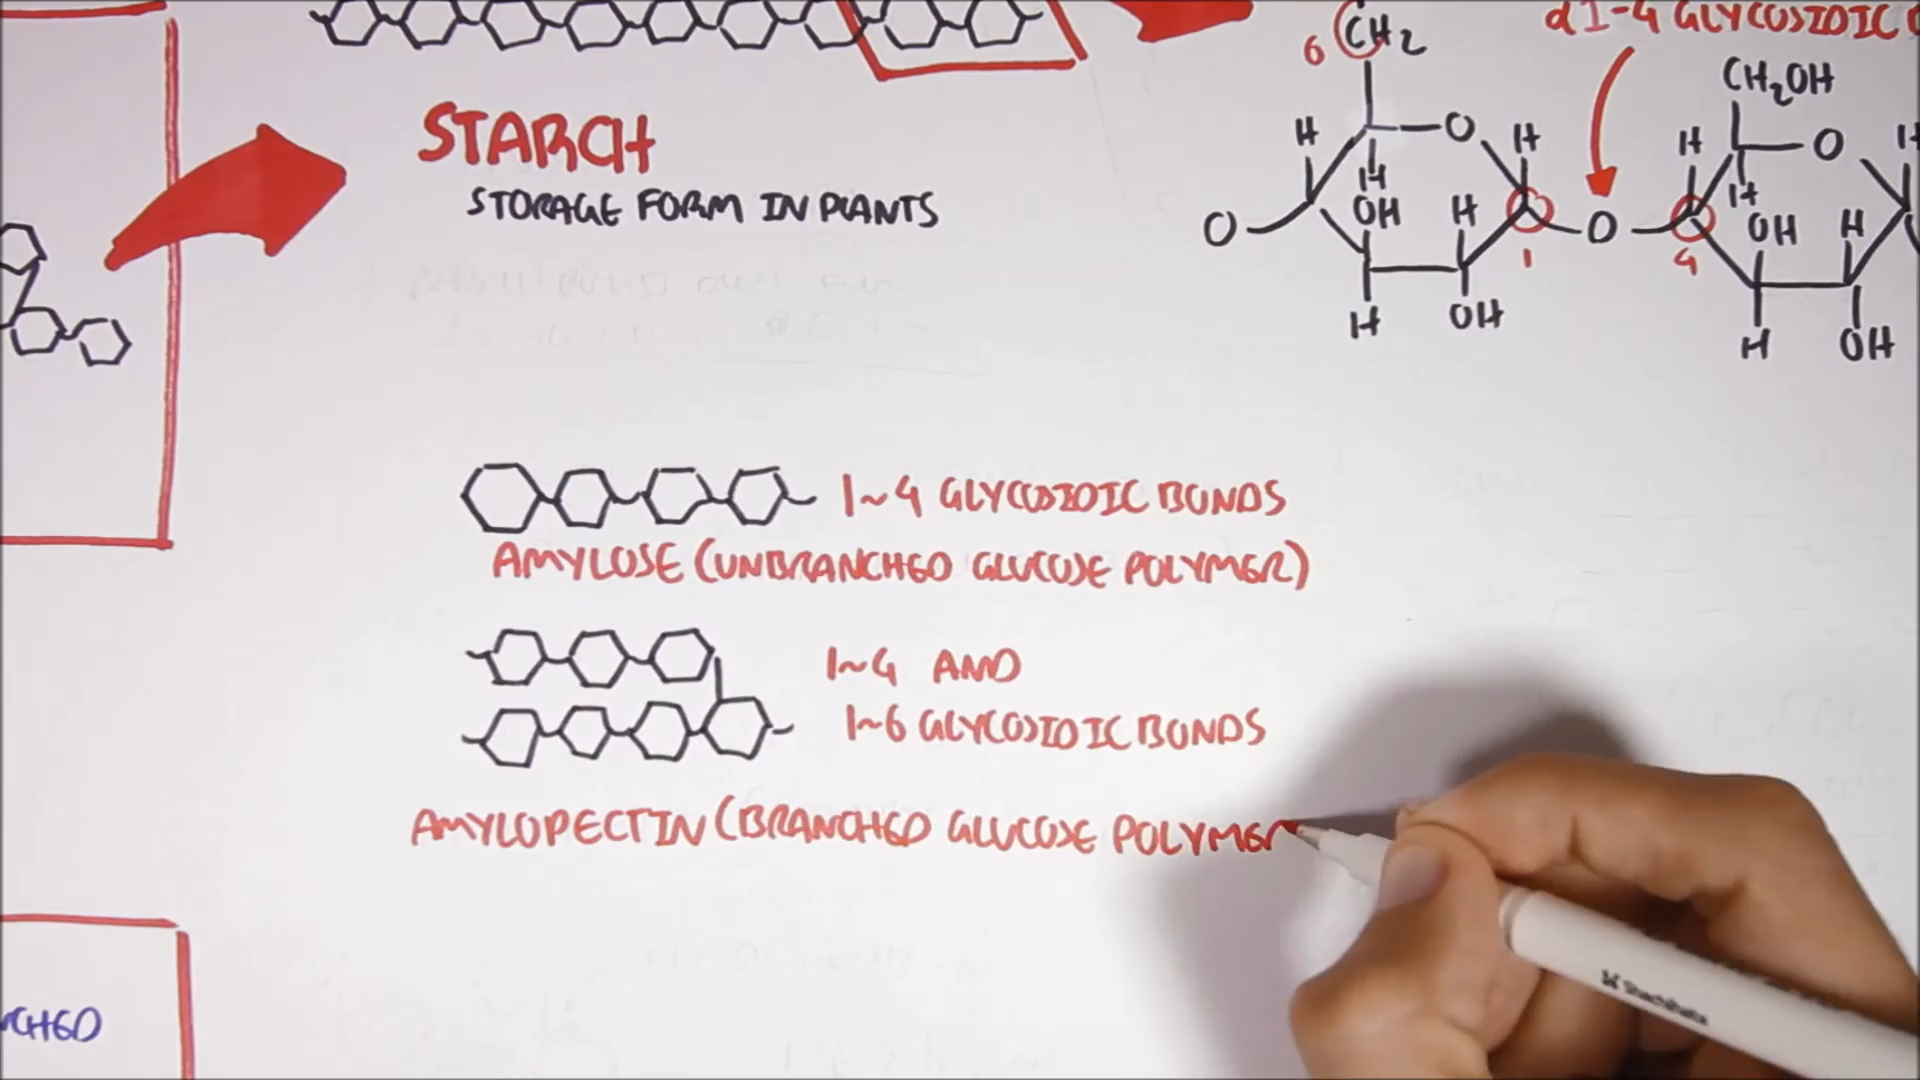 α 1-4 GLYCOSIDIC
6 CH2
CH2OH
H O H H O H
H H
O OH H O OH H
1 4
H OH H OH
STARCH
STORAGE FORM IN PLANTS
1~4 GLYCOSIDIC BONDS
AMYLOSE (UNBRANCHED GLUCOSE POLYMER)
1~4 AND
1~6 GLYCOSIDIC BONDS
AMYLOPECTIN (BRANCHED GLUCOSE POLYMER
NCHED